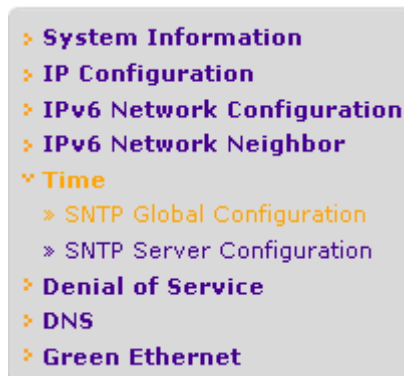 System Information
IP Configuration
IPv6 Network Configuration
IPv6 Network Neighbor
Time
» SNTP Global Configuration
» SNTP Server Configuration
Denial of Service
DNS
Green Ethernet